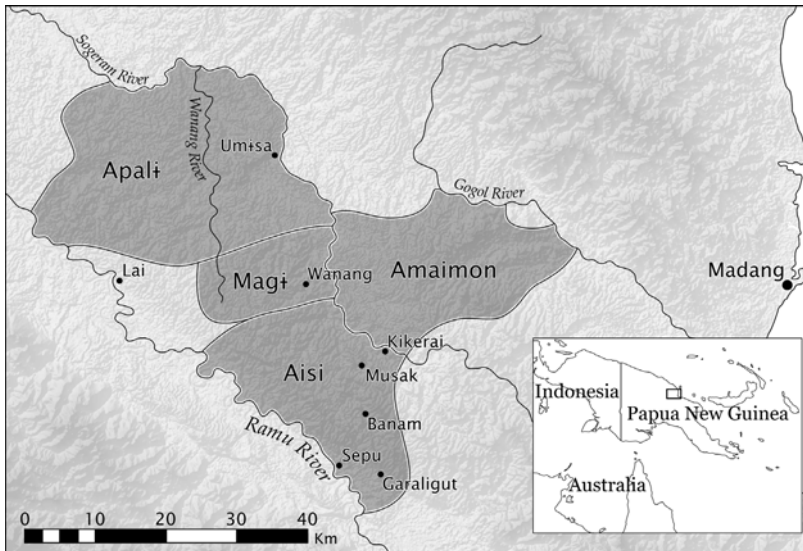 Sogeram River
Wanang River
Umɨsa
Apalɨ
Gogol River
Lai
Magɨ
Wanang
Amaimon
Madang
Kikerai
Aisi
Musak
Banam
Ramu River
Sepu
Garaligut
Indonesia
Papua New Guinea
Australia
0 10 20 30 40
Km